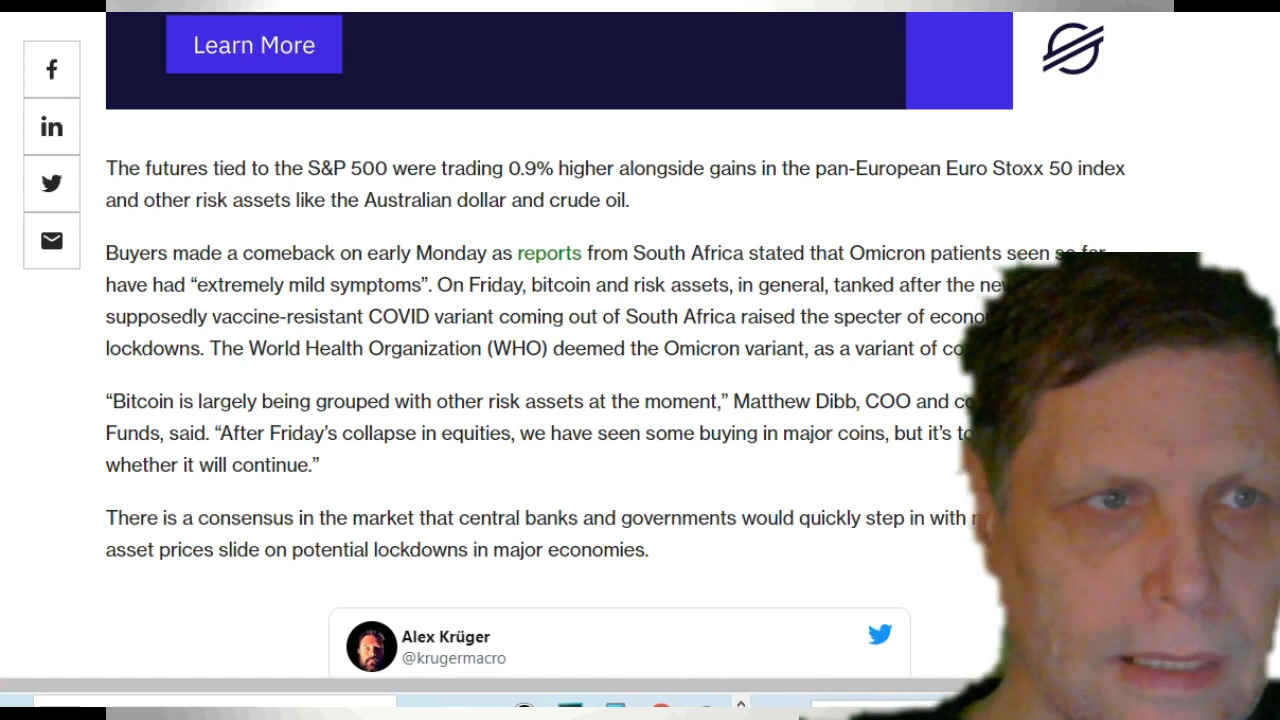 Learn More
The futures tied to the S&P 500 were trading 0.9% higher alongside gains in the pan-European Euro Stoxx 50 index
and other risk assets like the Australian dollar and crude oil.
Buyers made a comeback on early Monday as reports from South Africa stated that Omicron patients seen so far
have had “extremely mild symptoms”. On Friday, bitcoin and risk assets, in general, tanked after the
supposedly vaccine-resistant COVID variant coming out of South Africa raised the specter of
lockdowns. The World Health Organization (WHO) deemed the Omicron variant, as a variant of
“Bitcoin is largely being grouped with other risk assets at the moment,” Matthew Dibb, COO and
Funds, said. “After Friday’s collapse in equities, we have seen some buying in major coins, but it’s
whether it will continue.”
There is a consensus in the market that central banks and governments would quickly step in with
asset prices slide on potential lockdowns in major economies.
Alex Krüger
@krugermacro